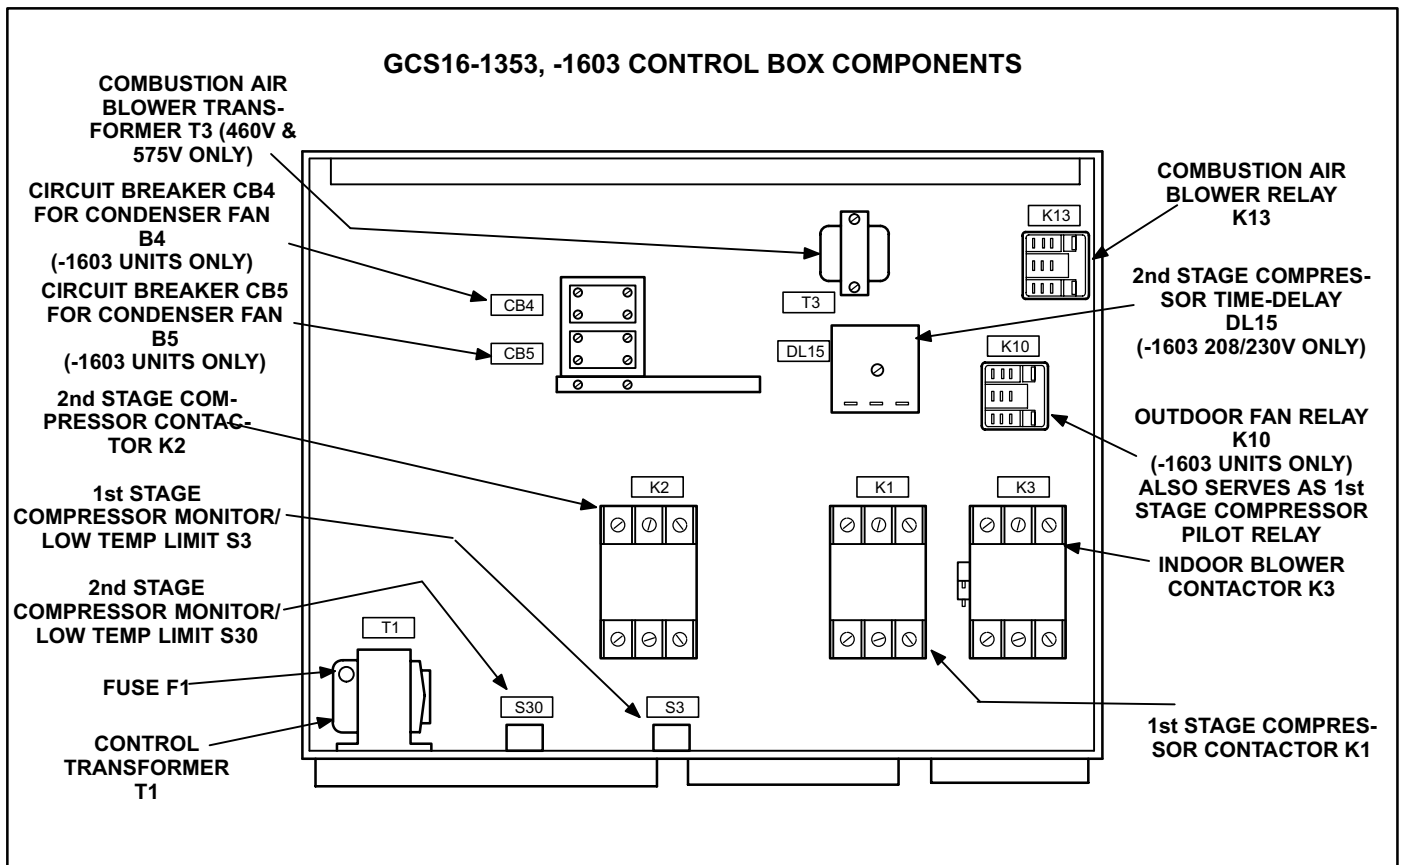 GCS16-1353, -1603 CONTROL BOX COMPONENTS
COMBUSTION AIR
BLOWER TRANS-
FORMER T3 (460V &
575V ONLY)
CIRCUIT BREAKER CB4
FOR CONDENSER FAN
B4
(-1603 UNITS ONLY)
CIRCUIT BREAKER CB5
FOR CONDENSER FAN
B5
(-1603 UNITS ONLY)
2nd STAGE COM-
PRESSOR CONTAC-
TOR K2
1st STAGE
COMPRESSOR MONITOR/
LOW TEMP LIMIT S3
2nd STAGE
COMPRESSOR MONITOR/
LOW TEMP LIMIT S30
FUSE F1
CONTROL
TRANSFORMER
T1
CB4
CB5
T3
DL15
K13
K10
K2
K1
K3
T1
S30
S3
COMBUSTION AIR
BLOWER RELAY
K13
2nd STAGE COMPRES-
SOR TIME-DELAY
DL15
(-1603 208/230V ONLY)
OUTDOOR FAN RELAY
K10
(-1603 UNITS ONLY)
ALSO SERVES AS 1st
STAGE COMPRESSOR
PILOT RELAY
INDOOR BLOWER
CONTACTOR K3
1st STAGE COMPRES-
SOR CONTACTOR K1